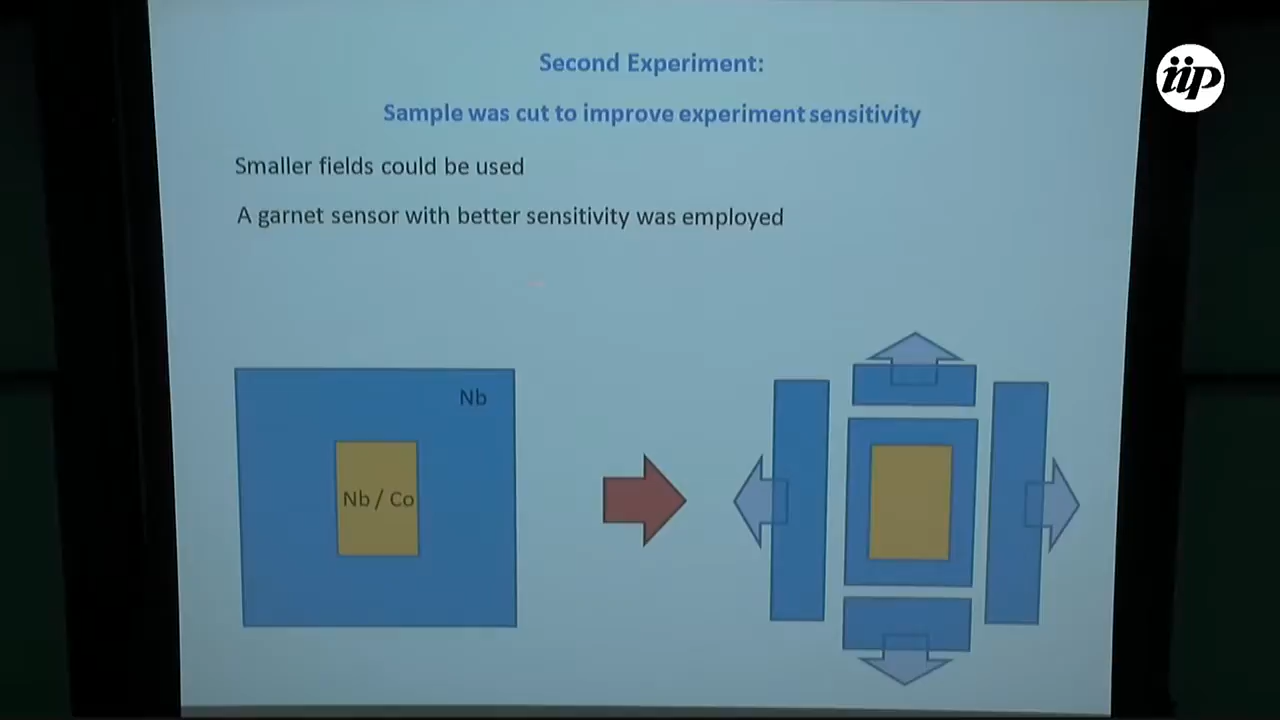 iip
Second Experiment:
Sample was cut to improve experiment sensitivity
Smaller fields could be used
A garnet sensor with better sensitivity was employed
Nb
Nb / Co